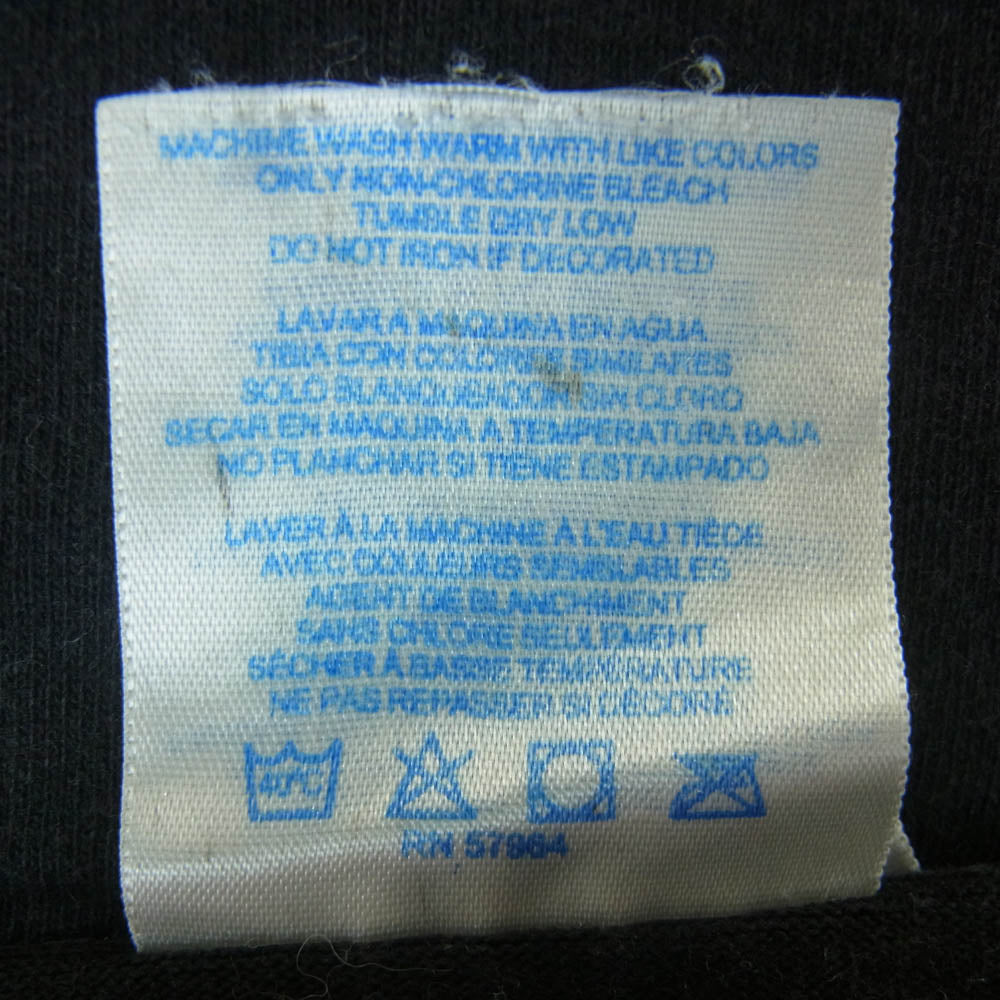 MACHINE WASH WARM WITH LIKE COLORS
ONLY NON-CHLORINE BLEACH
TUMBLE DRY LOW
DO NOT IRON IF DECORATED
LAVAR A MAQUINA EN AGUA
TIBIA CON COLORES SIMILARES
SOLO BLANQUEADOR SIN CLORO
SECAR EN MAQUINA A TEMPERATURA BAJA
NO PLANCHAR SI TIENE ESTAMPADO
LAVER À LA MACHINE À L'EAU TIÈDE
AVEC COULEURS SEMBLABLES
AGENT DE BLANCHIMENT
SANS CHLORE SEULEMENT
SÉCHER À BASSE TEMPÉRATURE
NE PAS REPASSER SI DÉCORÉ
40°C
RN 57964